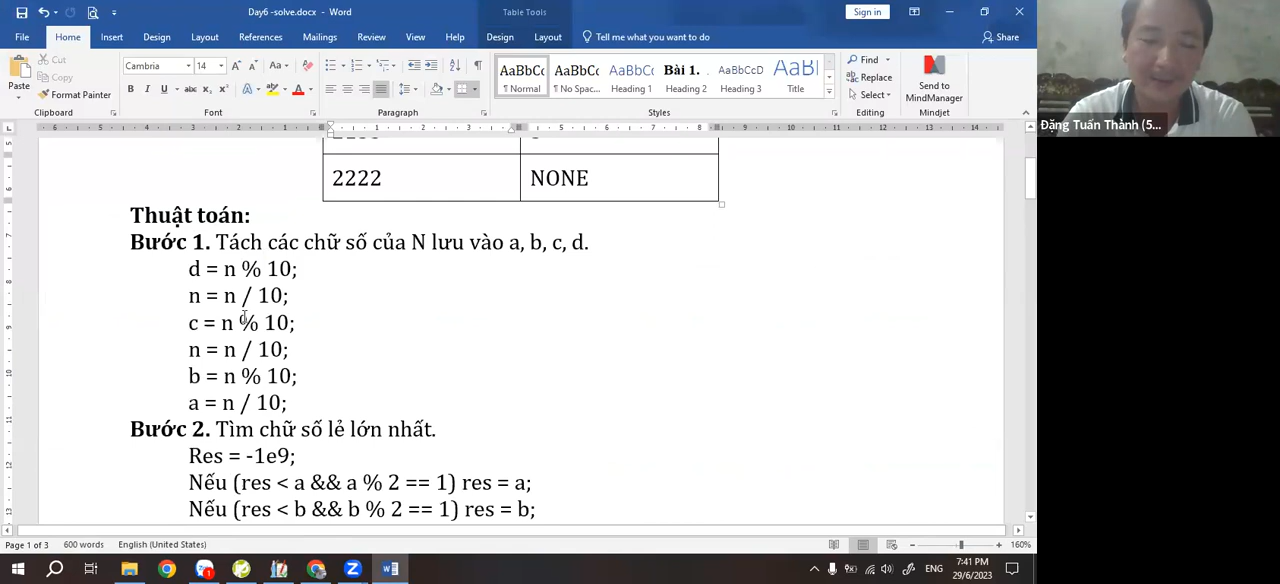 Day6 -solve.docx - Word
Table Tools
Sign in
File
Home
Insert
Design
Layout
References
Mailings
Review
View
Help
Design
Layout
Tell me what you want to do
Share
Paste
Cut
Copy
Format Painter
Clipboard
Cambria
14
Font
Paragraph
AaBbCc
¶ Normal
AaBbCc
¶ No Spac...
AaBbCc
Heading 1
Bài 1.
Heading 2
AaBbCcD
Heading 3
AaBl
Title
Styles
Find
Replace
Select
Editing
Send to
MindManager
Mindjet
Đặng Tuấn Thành (5...
2222
NONE
Thuật toán:
Bước 1. Tách các chữ số của N lưu vào a, b, c, d.
d = n % 10;
n = n / 10;
c = n % 10;
n = n / 10;
b = n % 10;
a = n / 10;
Bước 2. Tìm chữ số lẻ lớn nhất.
Res = -1e9;
Nếu (res < a && a % 2 == 1) res = a;
Nếu (res < b && b % 2 == 1) res = b;
Page 1 of 3
600 words
English (United States)
160%
ENG
7:41 PM
29/6/2023